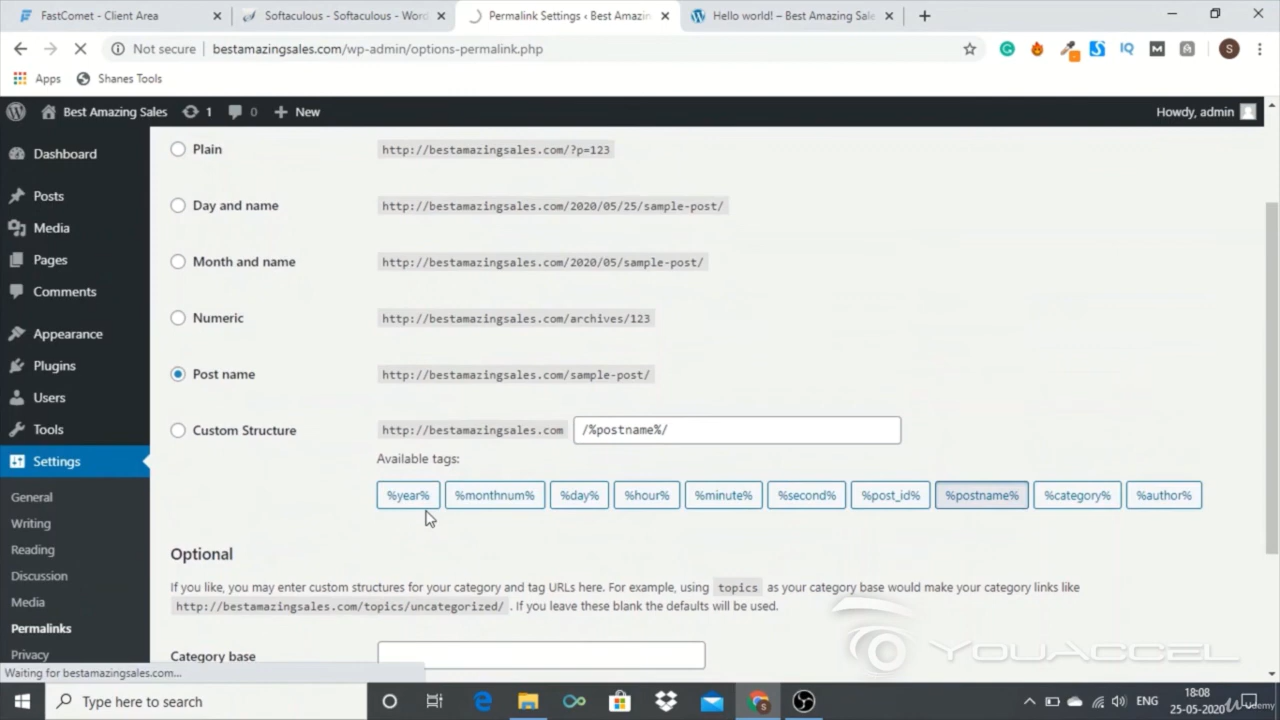 FastComet - Client Area
Softaculous - Softaculous - Word
Permalink Settings ‹ Best Amazin
Hello world! – Best Amazing Sale
Not secure
bestamazingsales.com/wp-admin/options-permalink.php
IQ
S
Apps
Shanes Tools
Best Amazing Sales
1
0
New
Howdy, admin
Dashboard
Posts
Media
Pages
Comments
Appearance
Plugins
Users
Tools
Settings
General
Writing
Reading
Discussion
Media
Permalinks
Privacy
Plain
http://bestamazingsales.com/?p=123
Day and name
http://bestamazingsales.com/2020/05/25/sample-post/
Month and name
http://bestamazingsales.com/2020/05/sample-post/
Numeric
http://bestamazingsales.com/archives/123
Post name
http://bestamazingsales.com/sample-post/
Custom Structure
http://bestamazingsales.com
/%postname%/
Available tags:
%year%
%monthnum%
%day%
%hour%
%minute%
%second%
%post_id%
%postname%
%category%
%author%
Optional
If you like, you may enter custom structures for your category and tag URLs here. For example, using topics as your category base would make your category links like
http://bestamazingsales.com/topics/uncategorized/ . If you leave these blank the defaults will be used.
Category base
YOUACCEL
Waiting for bestamazingsales.com...
Type here to search
ENG
18:08
25-05-2020
Udemy